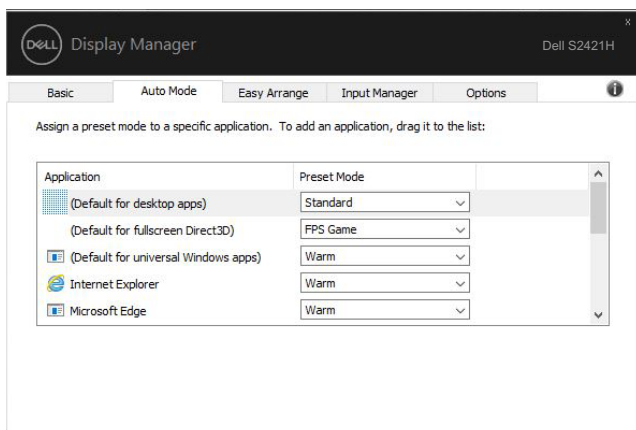 DELL Display Manager
x
Dell S2421H
Basic Auto Mode Easy Arrange Input Manager Options
Assign a preset mode to a specific application. To add an application, drag it to the list:
Application Preset Mode
(Default for desktop apps) Standard
(Default for fullscreen Direct3D) FPS Game
(Default for universal Windows apps) Warm
Internet Explorer Warm
Microsoft Edge Warm